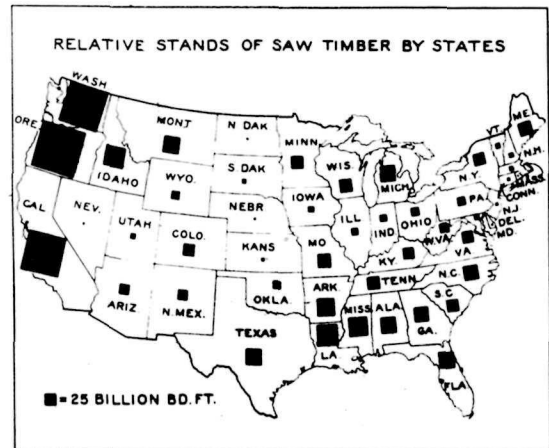 RELATIVE STANDS OF SAW TIMBER BY STATES
WASH
ORE.
MONT
N. DAK
MINN.
VT.
ME.
IDAHO
WYO.
S. DAK
WIS.
MICH.
N.Y.
N.H.
MASS.
CONN.
N.J
DEL.
MD.
CAL
NEV.
UTAH
COLO.
NEBR
IOWA
ILL
IND
OHIO
PA.
W.VA
VA
KANS
MO
KY.
N.C.
ARIZ
N.MEX.
OKLA.
ARK.
TENN.
S.C
TEXAS
LA.
MISS.
ALA.
GA.
FLA
= 25 BILLION BD. FT.